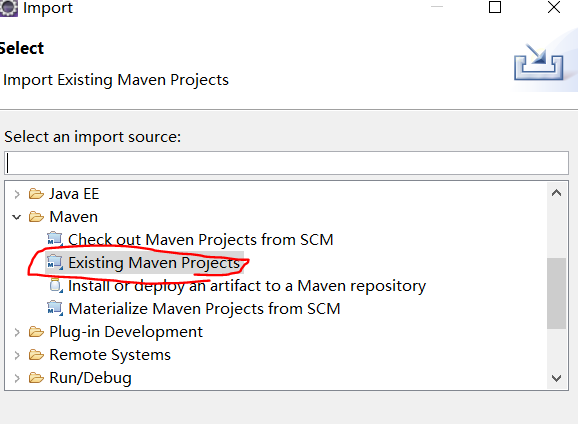 Import
Select
Import Existing Maven Projects
Select an import source:
Java EE
Maven
Check out Maven Projects from SCM
Existing Maven Projects
Install or deploy an artifact to a Maven repository
Materialize Maven Projects from SCM
Plug-in Development
Remote Systems
Run/Debug